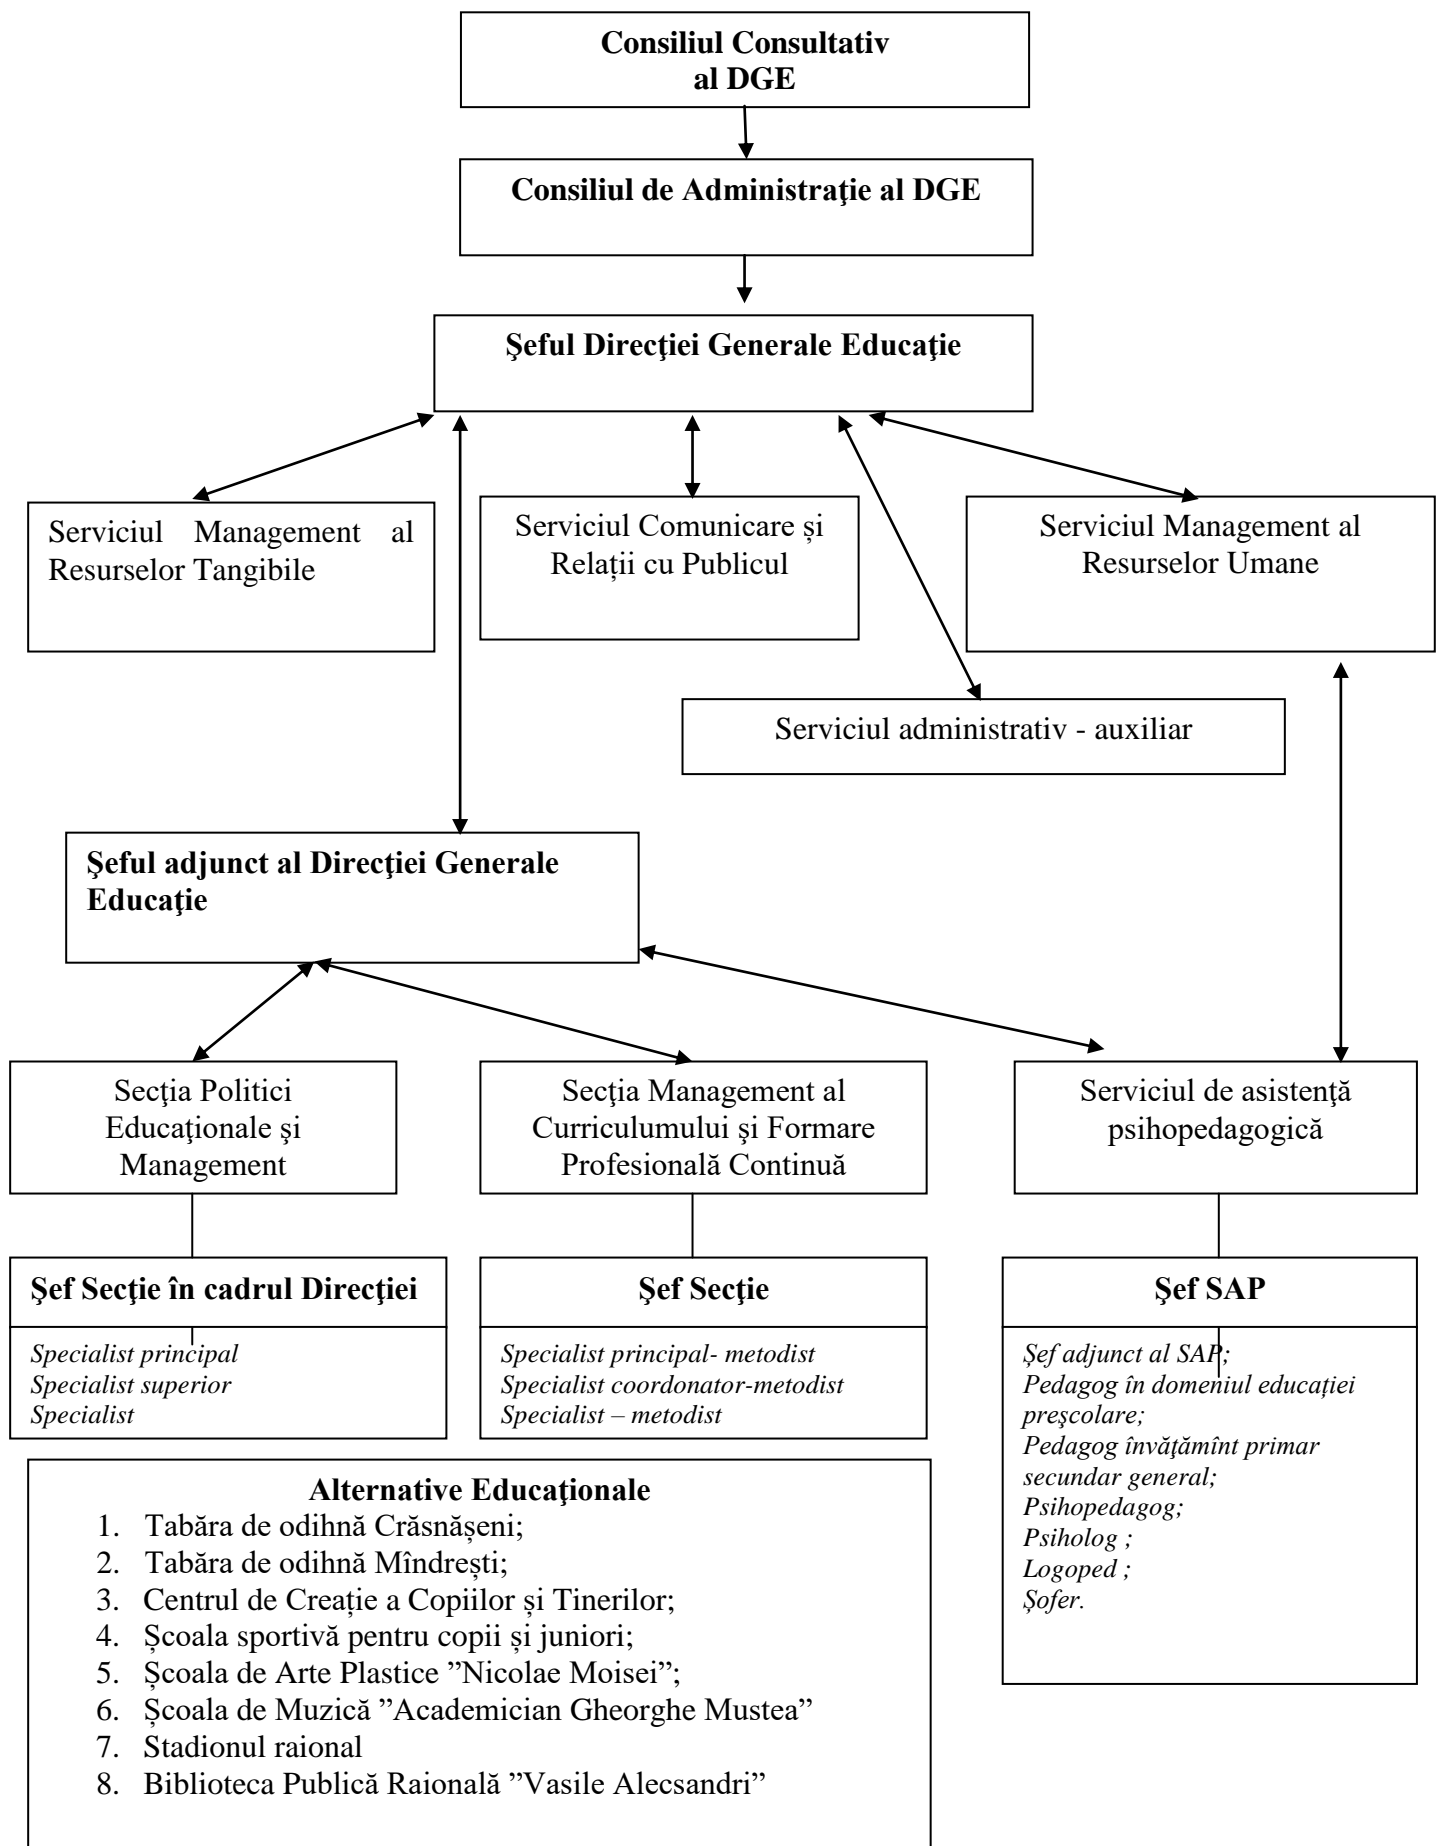 Consiliul Consultativ
al DGE
Consiliul de Administraţie al DGE
Şeful Direcţiei Generale Educaţie
Serviciul Management al
Resurselor Tangibile
Serviciul Comunicare și
Relații cu Publicul
Serviciul Management al
Resurselor Umane
Serviciul administrativ - auxiliar
Şeful adjunct al Direcţiei Generale
Educaţie
Secţia Politici
Educaţionale şi
Management
Secţia Management al
Curriculumului şi Formare
Profesională Continuă
Serviciul de asistenţă
psihopedagogică
Şef Secţie în cadrul Direcţiei
Specialist principal
Specialist superior
Specialist
Şef Secţie
Specialist principal- metodist
Specialist coordonator-metodist
Specialist – metodist
Şef SAP
Șef adjunct al SAP;
Pedagog în domeniul educației
preşcolare;
Pedagog învăţămînt primar
secundar general;
Psihopedagog;
Psiholog ;
Logoped ;
Șofer.
Alternative Educaţionale
1. Tabăra de odihnă Crăsnășeni;
2. Tabăra de odihnă Mîndrești;
3. Centrul de Creație a Copiilor și Tinerilor;
4. Școala sportivă pentru copii și juniori;
5. Școala de Arte Plastice ”Nicolae Moisei”;
6. Școala de Muzică ”Academician Gheorghe Mustea”
7. Stadionul raional
8. Biblioteca Publică Raională ”Vasile Alecsandri”